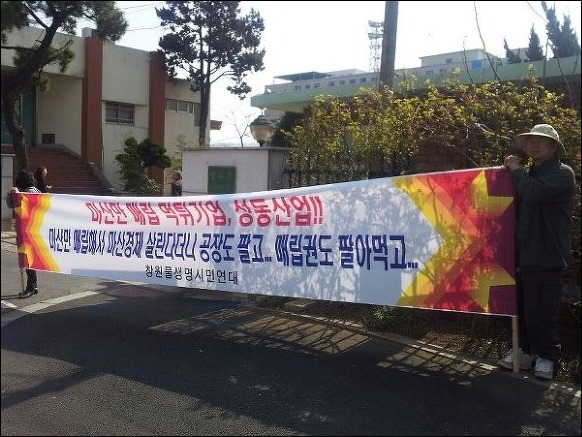 마산만 매립 먹튀기업, 성동산업!!
마산만 매립해서 마산경제 살린다더니 공장도 팔고... 매립권도 팔아먹고...
창원물생명시민연대